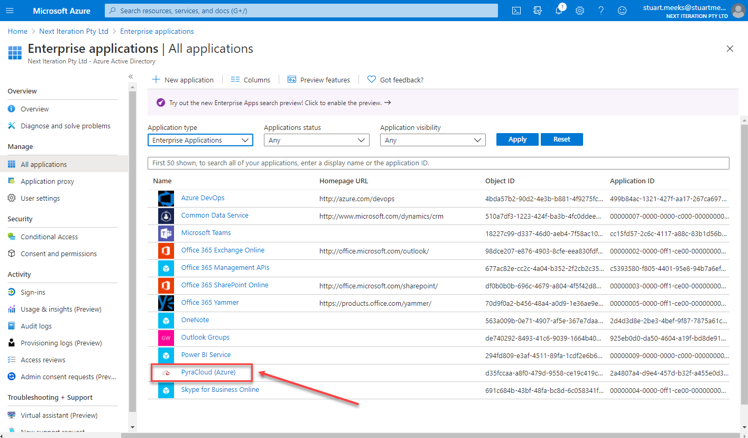 Microsoft Azure
Search resources, services, and docs (G+/)
1
stuart.meeks@stuartme...
NEXT ITERATION PTY LTD
Home > Next Iteration Pty Ltd > Enterprise applications
Enterprise applications | All applications
Next Iteration Pty Ltd - Azure Active Directory
Overview
Overview
Diagnose and solve problems
Manage
All applications
Application proxy
User settings
Security
Conditional Access
Consent and permissions
Activity
Sign-ins
Usage & insights (Preview)
Audit logs
Provisioning logs (Preview)
Access reviews
Admin consent requests (Prev...
Troubleshooting + Support
Virtual assistant (Preview)
New support request
New application
Columns
Preview features
Got feedback?
Try out the new Enterprise Apps search preview! Click to enable the preview. →
Application type
Applications status
Application visibility
Enterprise Applications
Any
Any
Apply
Reset
First 50 shown, to search all of your applications, enter a display name or the application ID.
Name Homepage URL Object ID Application ID
Azure DevOps http://azure.com/devops 4bda57b2-90d2-4e3b-b881-4f9275fc... 499b84ac-1321-427f-aa17-267ca697...
Common Data Service http://www.microsoft.com/dynamics/crm 510a7df3-1223-424f-ba3b-4fc0ddee... 00000007-0000-0000-c000-00000000...
Microsoft Teams 18227c99-d337-46d0-aeb4-7f58ac10... cc15fd57-2c6c-4117-a88c-83b1d56b...
Office 365 Exchange Online http://office.microsoft.com/outlook/ 98dce207-e876-4903-8cfe-eea830fdf... 00000002-0000-0ff1-ce00-00000000...
Office 365 Management APIs 677ac82e-cc2c-4a04-b352-2f2cb2c35... c5393580-f805-4401-95e8-94b7a6ef...
Office 365 SharePoint Online http://office.microsoft.com/sharepoint/ df0b0b0b-696c-4679-a804-4f5f42d8... 00000003-0000-0ff1-ce00-00000000...
Office 365 Yammer https://products.office.com/yammer/ 70d9f0a2-b456-48a4-a0d9-1e36ae9e... 00000005-0000-0ff1-ce00-00000000...
OneNote 563a009b-0e71-4907-af5e-367e7daa... 2d4d3d8e-2be3-4bef-9f87-7875a61c...
GW Outlook Groups de740292-8493-41c6-9039-1664b40... 925eb0d0-da50-4604-a19f-bd8de91...
Power BI Service 294fd809-e3af-4511-89fa-1cdf2e6b6... 00000009-0000-0000-c000-00000000...
PyraCloud (Azure) d35fccaa-a8f0-479d-9558-ce19c419c... 2a4807a4-d9e4-457d-b32f-a455e0d3...
Skype for Business Online 691c684b-43bf-48fa-bc8d-6c058341f... 00000004-0000-0ff1-ce00-00000000...